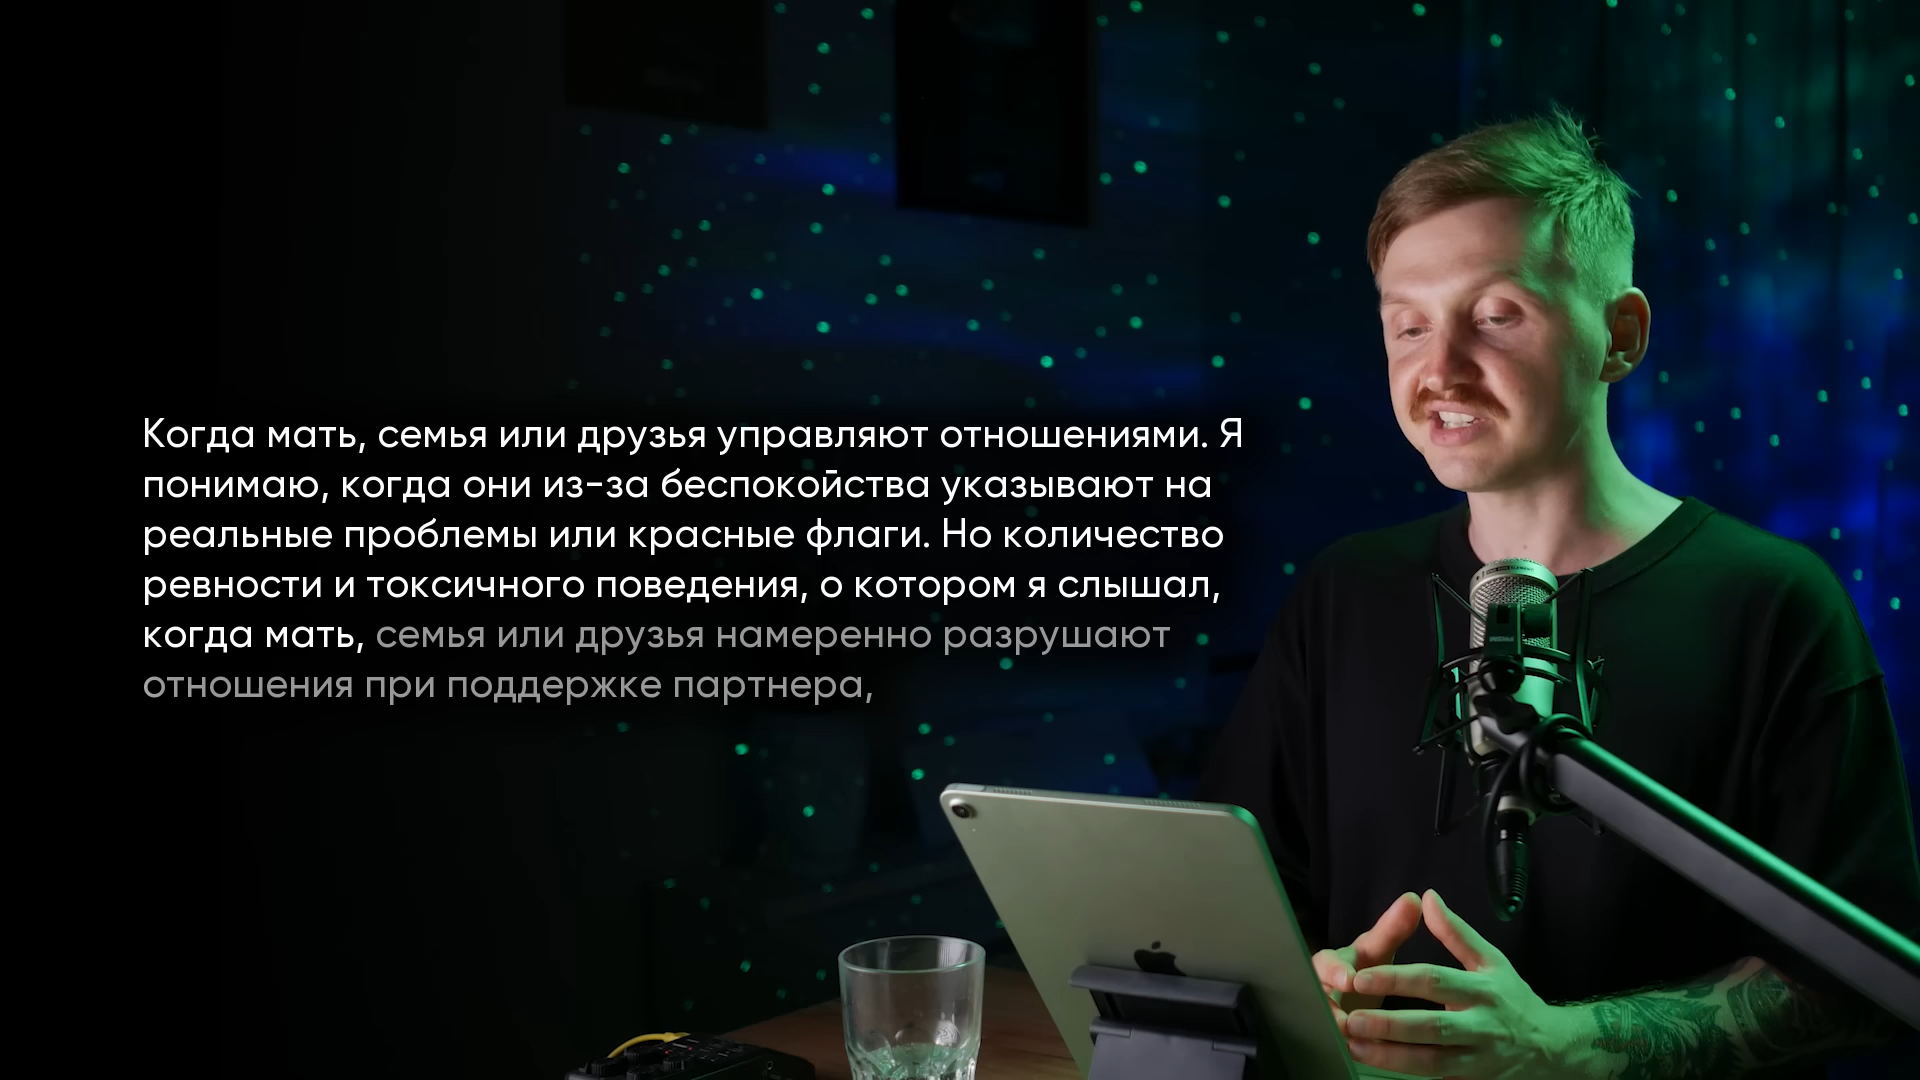 Когда мать, семья или друзья управляют отношениями. Я
понимаю, когда они из-за беспокойства указывают на
реальные проблемы или красные флаги. Но количество
ревности и токсичного поведения, о котором я слышал,
когда мать, семья или друзья намеренно разрушают
отношения при поддержке партнера,